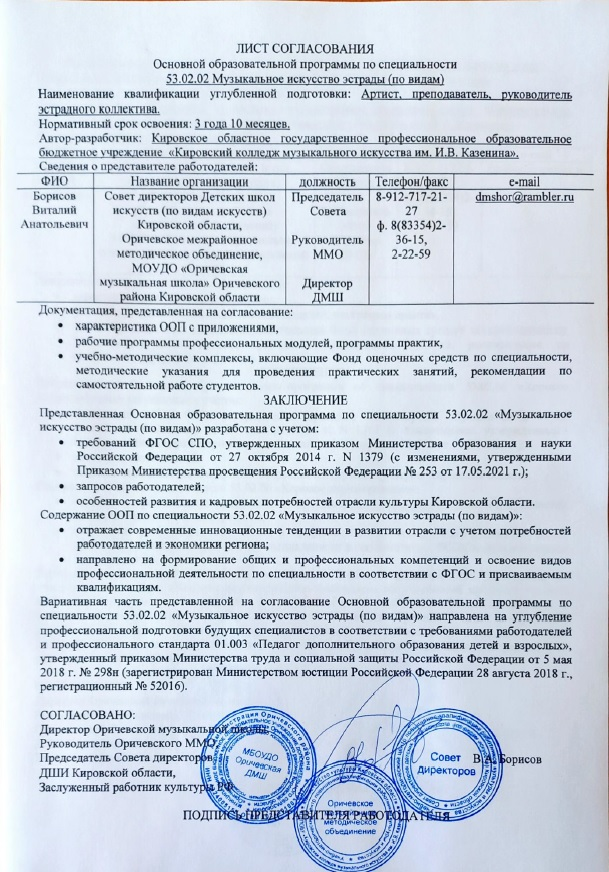 ЛИСТ СОГЛАСОВАНИЯ
Основной образовательной программы по специальности
53.02.02 Музыкальное искусство эстрады (по видам)
Наименование квалификации углубленной подготовки: Артист, преподаватель, руководитель
эстрадного коллектива.
Нормативный срок освоения: 3 года 10 месяцев.
Автор-разработчик: Кировское областное государственное профессиональное образовательное
бюджетное учреждение «Кировский колледж музыкального искусства им. И.В. Казенина».
Сведения о представителе работодателей:
ФИО Название организации должность Телефон/факс e-mail
Борисов Совет директоров Детских школ Председатель 8-912-717-21- dmshor@rambler.ru
Виталий искусств (по видам искусств) Совета 27
Анатольевич Кировской области, ф. 8(83354)2-
Оричевское межрайонное Руководитель 36-15,
методическое объединение, ММО 2-22-59
МОУДО «Оричевская
музыкальная школа» Оричевского Директор
района Кировской области ДМШ
Документация, представленная на согласование:
• характеристика ООП с приложениями,
• рабочие программы профессиональных модулей, программы практик,
• учебно-методические комплексы, включающие Фонд оценочных средств по специальности,
методические указания для проведения практических занятий, рекомендации по
самостоятельной работе студентов.
ЗАКЛЮЧЕНИЕ
Представленная Основная образовательная программа по специальности 53.02.02 «Музыкальное
искусство эстрады (по видам)» разработана с учетом:
• требований ФГОС СПО, утвержденных приказом Министерства образования и науки
Российской Федерации от 27 октября 2014 г. N 1379 (с изменениями, утвержденными
Приказом Министерства просвещения Российской Федерации № 253 от 17.05.2021 г.);
• запросов работодателей;
• особенностей развития и кадровых потребностей отрасли культуры Кировской области.
Содержание ООП по специальности 53.02.02 «Музыкальное искусство эстрады (по видам)»:
• отражает современные инновационные тенденции в развитии отрасли с учетом потребностей
работодателей и экономики региона;
• направлено на формирование общих и профессиональных компетенций и освоение видов
профессиональной деятельности по специальности в соответствии с ФГОС и присваиваемым
квалификациям.
Вариативная часть представленной на согласование Основной образовательной программы по
специальности 53.02.02 «Музыкальное искусство эстрады (по видам)» направлена на углубление
профессиональной подготовки будущих специалистов в соответствии с требованиями работодателей
и профессионального стандарта 01.003 «Педагог дополнительного образования детей и взрослых»,
утвержденный приказом Министерства труда и социальной защиты Российской Федерации от 5 мая
2018 г. № 298н (зарегистрирован Министерством юстиции Российской Федерации 28 августа 2018 г.,
регистрационный № 52016).
СОГЛАСОВАНО:
Директор Оричевской музыкальной школы,
Руководитель Оричевского ММО
Председатель Совета директоров В.А. Борисов
ДШИ Кировской области,
Заслуженный работник культуры РФ
МБОУДО
Оричевская
ДМШ
Совет
Директоров
Оричевское
межрайонное
методическое
объединение
ПОДПИСЬ ПРЕДСТАВИТЕЛЯ РАБОТОДАТЕЛЯ